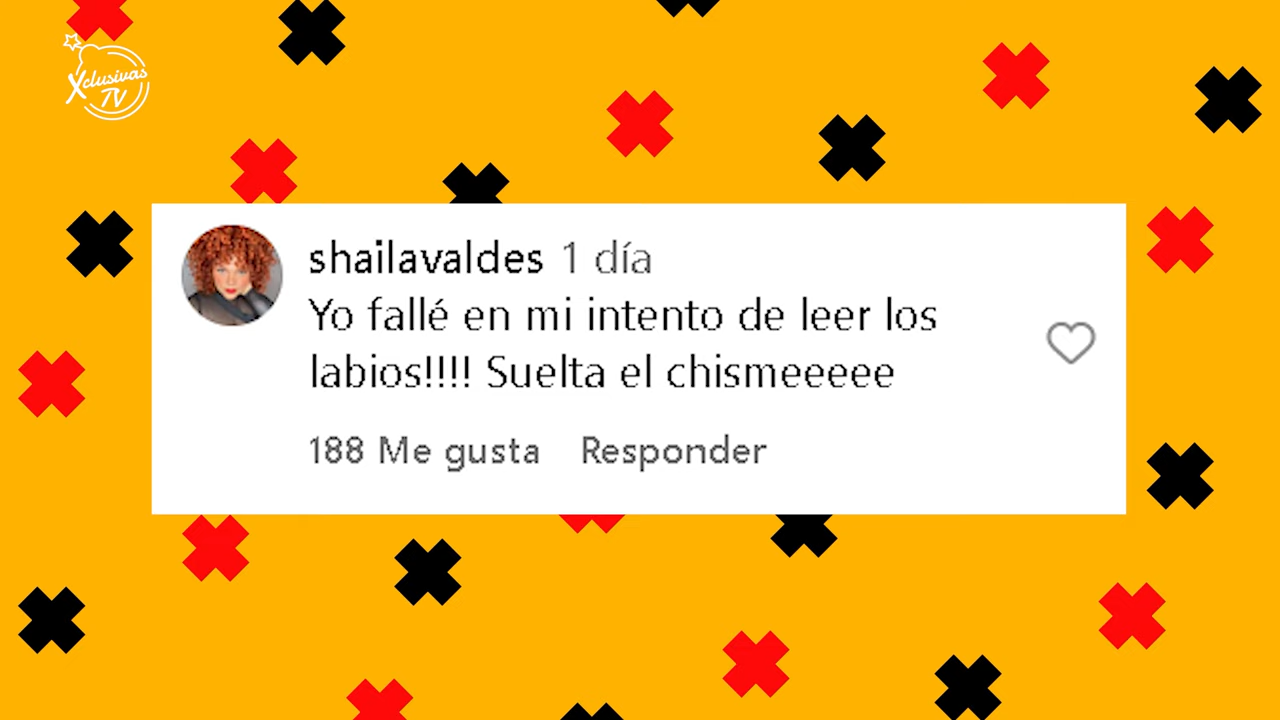 Xclusivas
TV
shailavaldes 1 día
Yo fallé en mi intento de leer los
labios!!!! Suelta el chismeeeee
188 Me gusta Responder